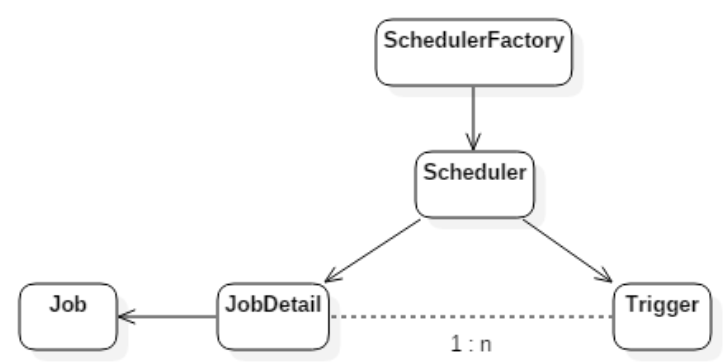 SchedulerFactory
Scheduler
Job
JobDetail
Trigger
1 : n